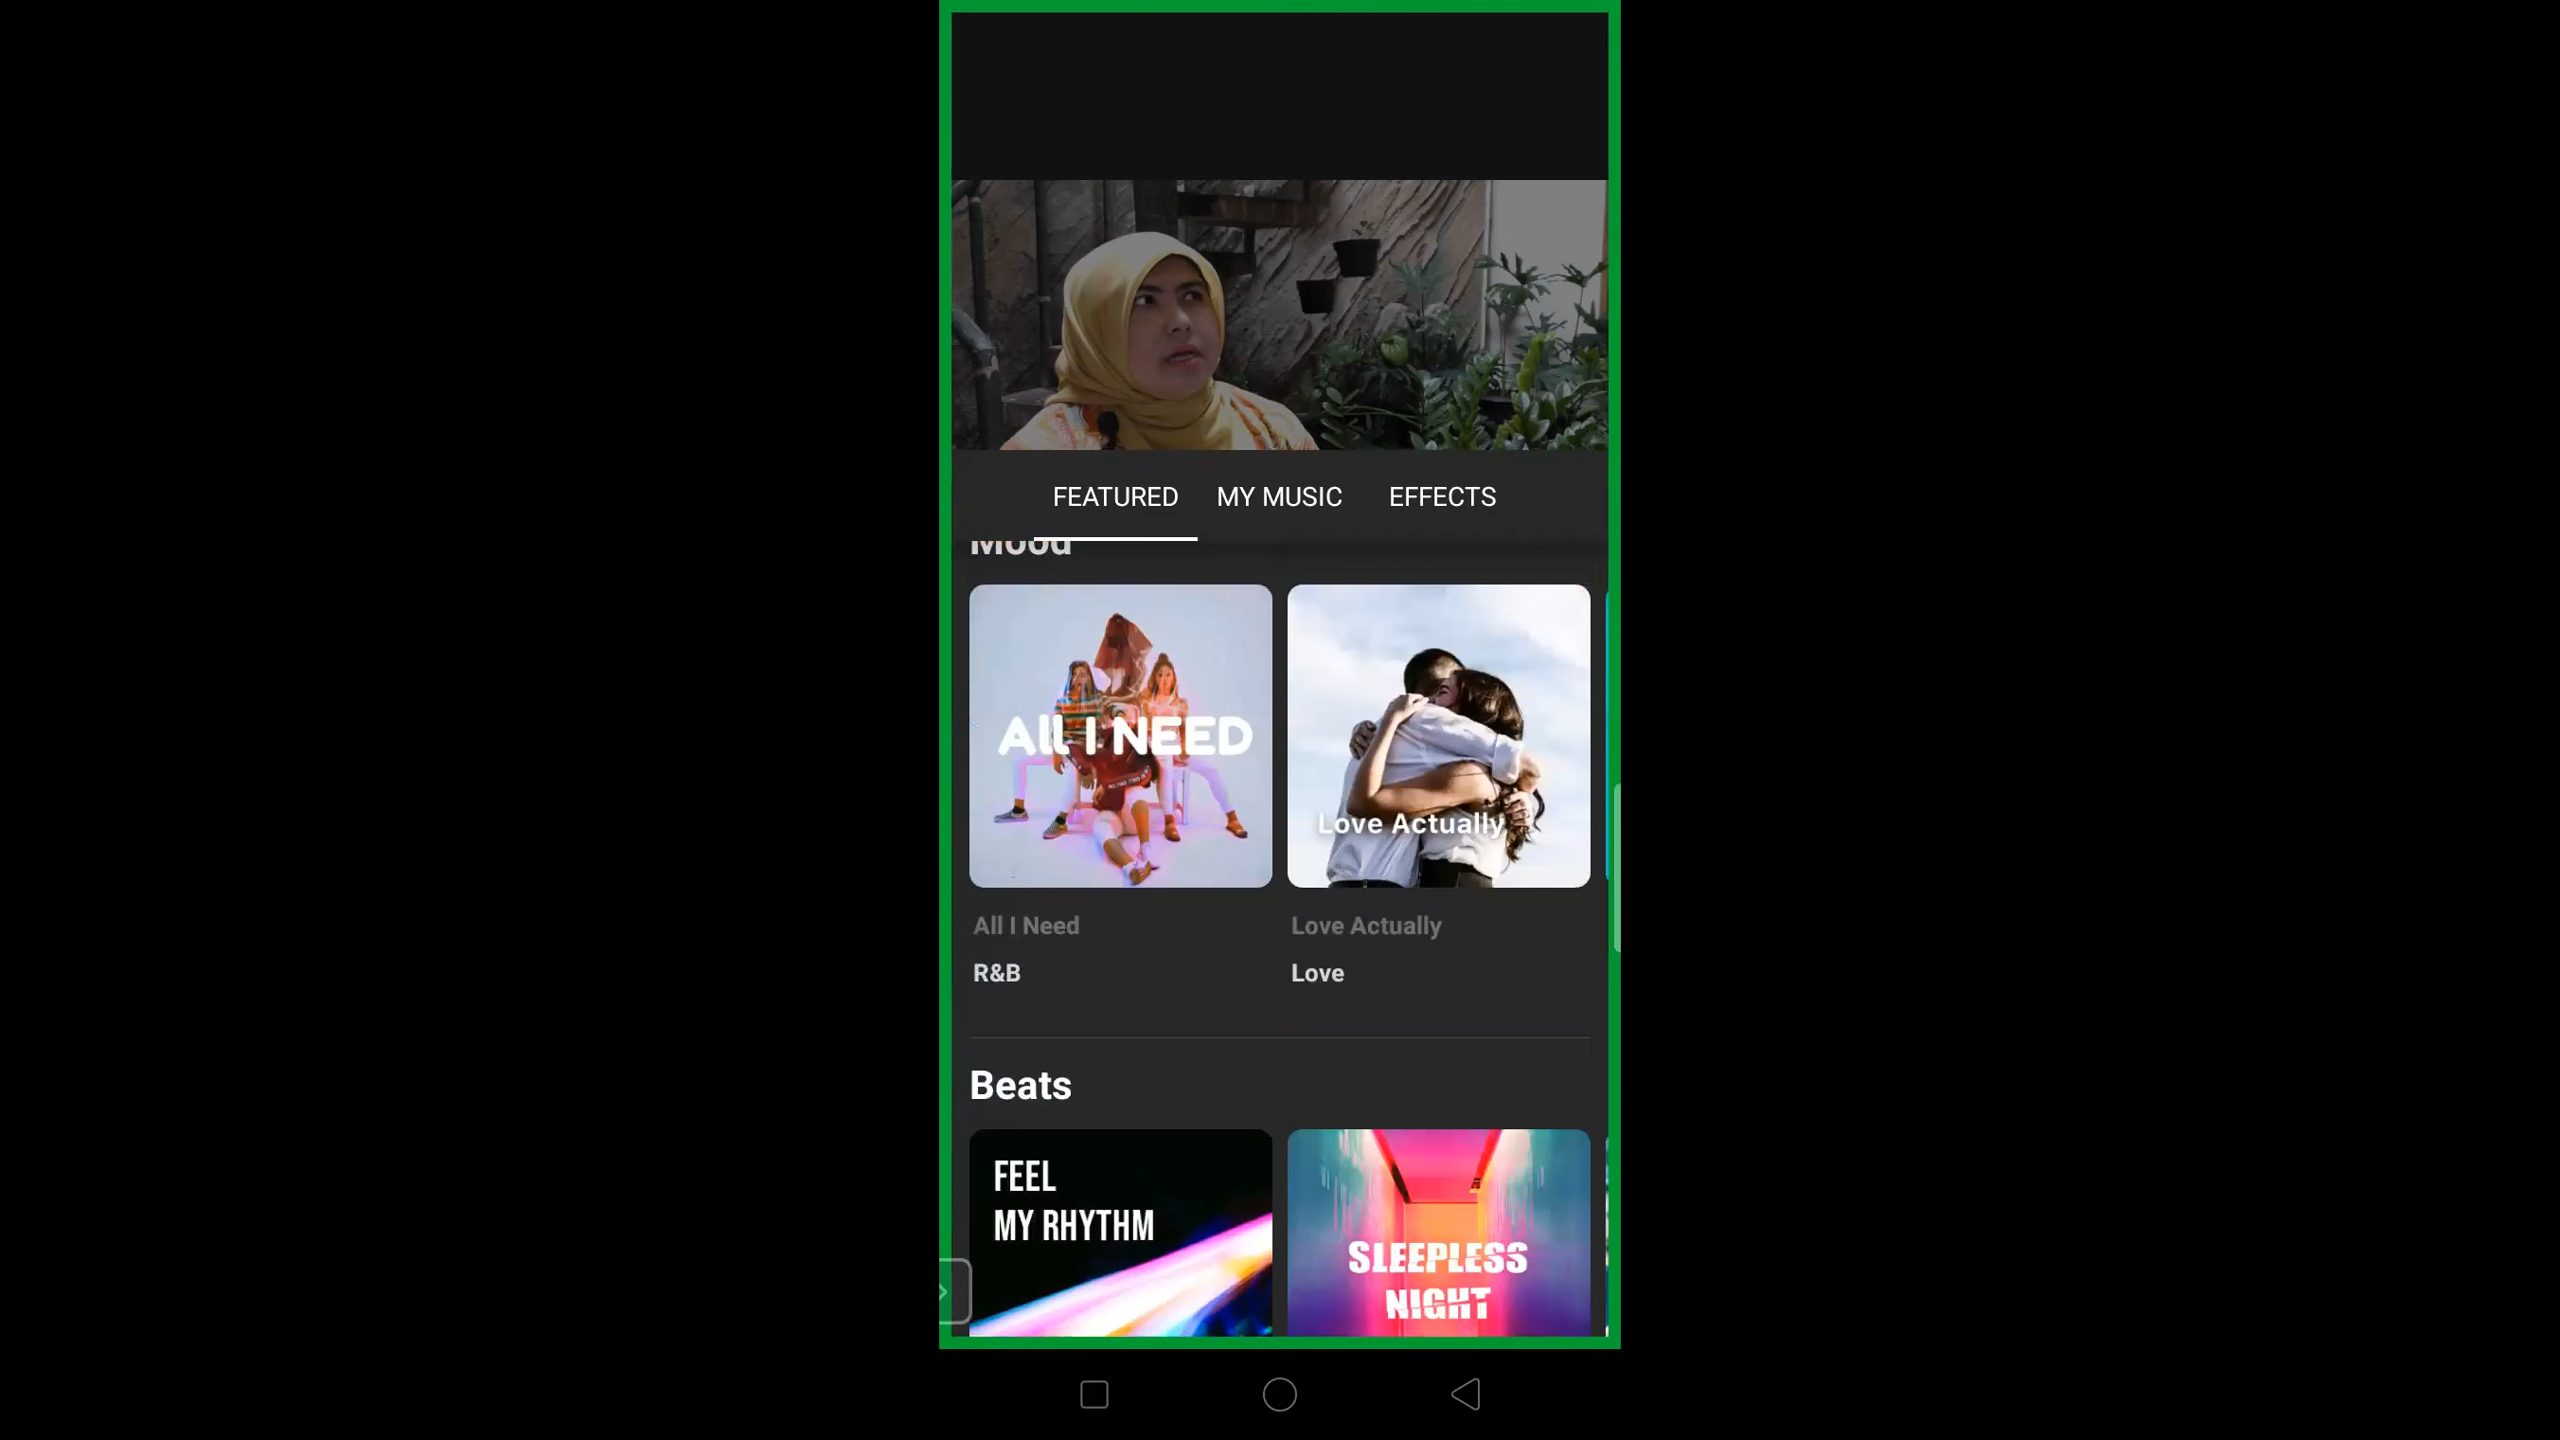 FEATURED MY MUSIC EFFECTS
Mood
All I NEED
Love Actually
All I Need
Love Actually
R&B
Love
Beats
FEEL
MY RHYTHM
SLEEPLESS
NIGHT